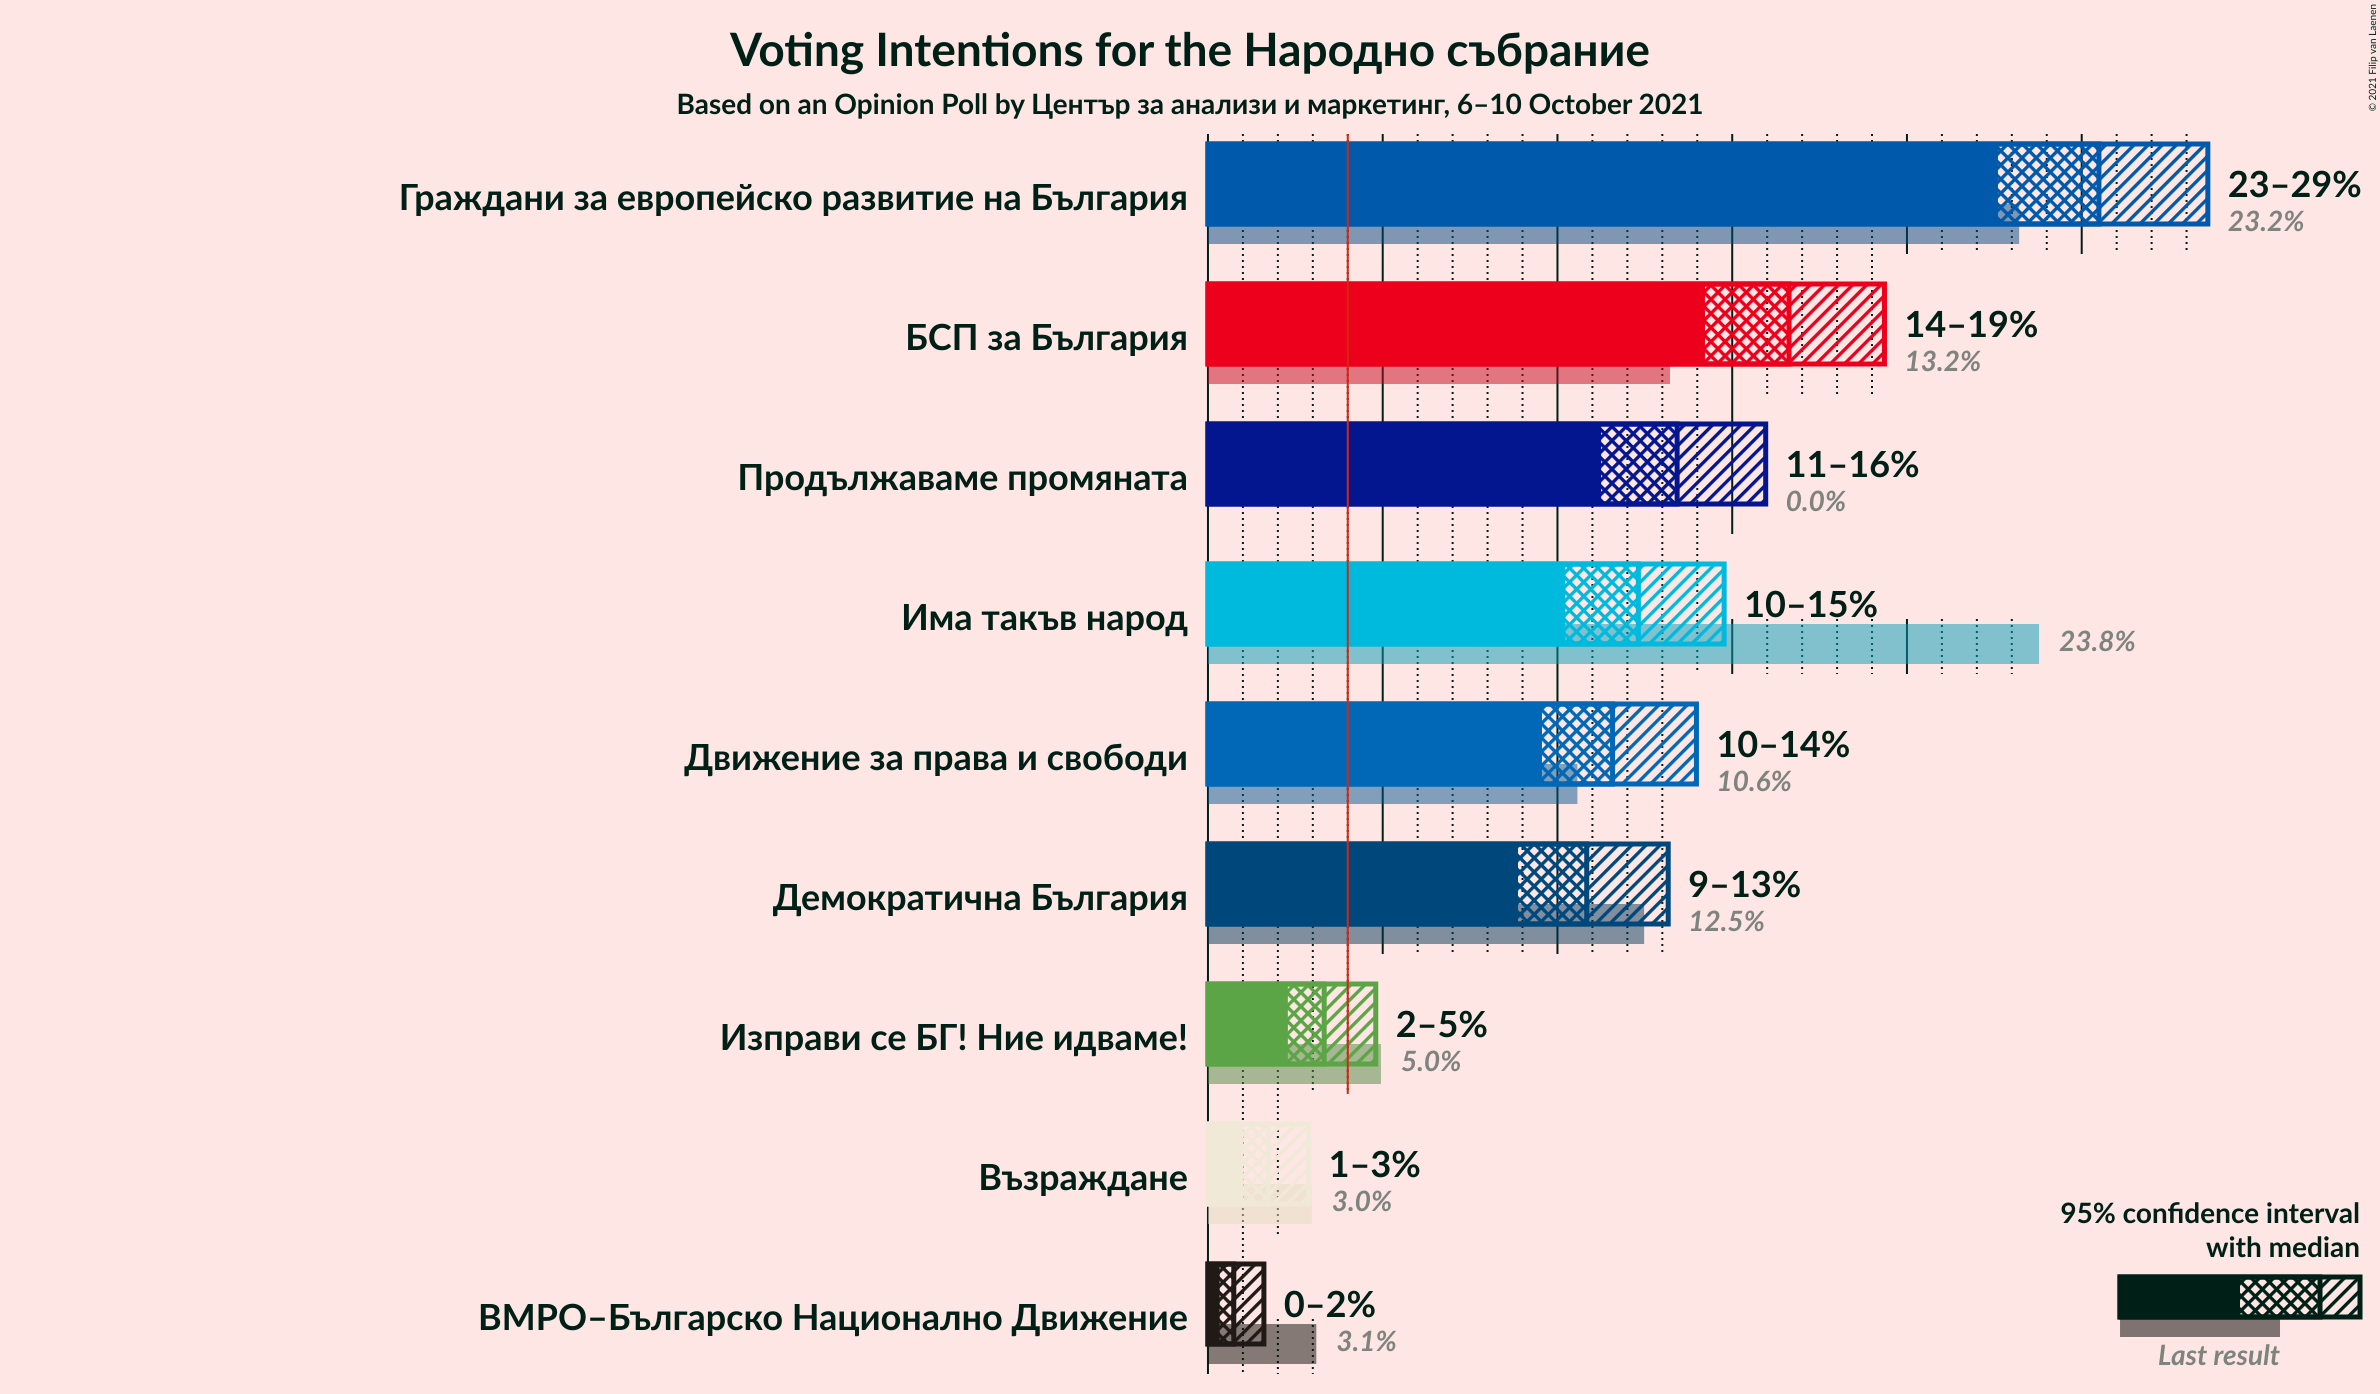 Voting Intentions for the Народно събрание
Based on an Opinion Poll by Център за анализи и маркетинг, 6–10 October 2021
© 2021 Filip van Laenen
Граждани за европейско развитие на България
23–29%
23.2%
БСП за България
14–19%
13.2%
Продължаваме промяната
11–16%
0.0%
Има такъв народ
10–15%
23.8%
Движение за права и свободи
10–14%
10.6%
Демократична България
9–13%
12.5%
Изправи се БГ! Ние идваме!
2–5%
5.0%
Възраждане
1–3%
3.0%
ВМРО–Българско Национално Движение
0–2%
3.1%
95% confidence interval
with median
Last result